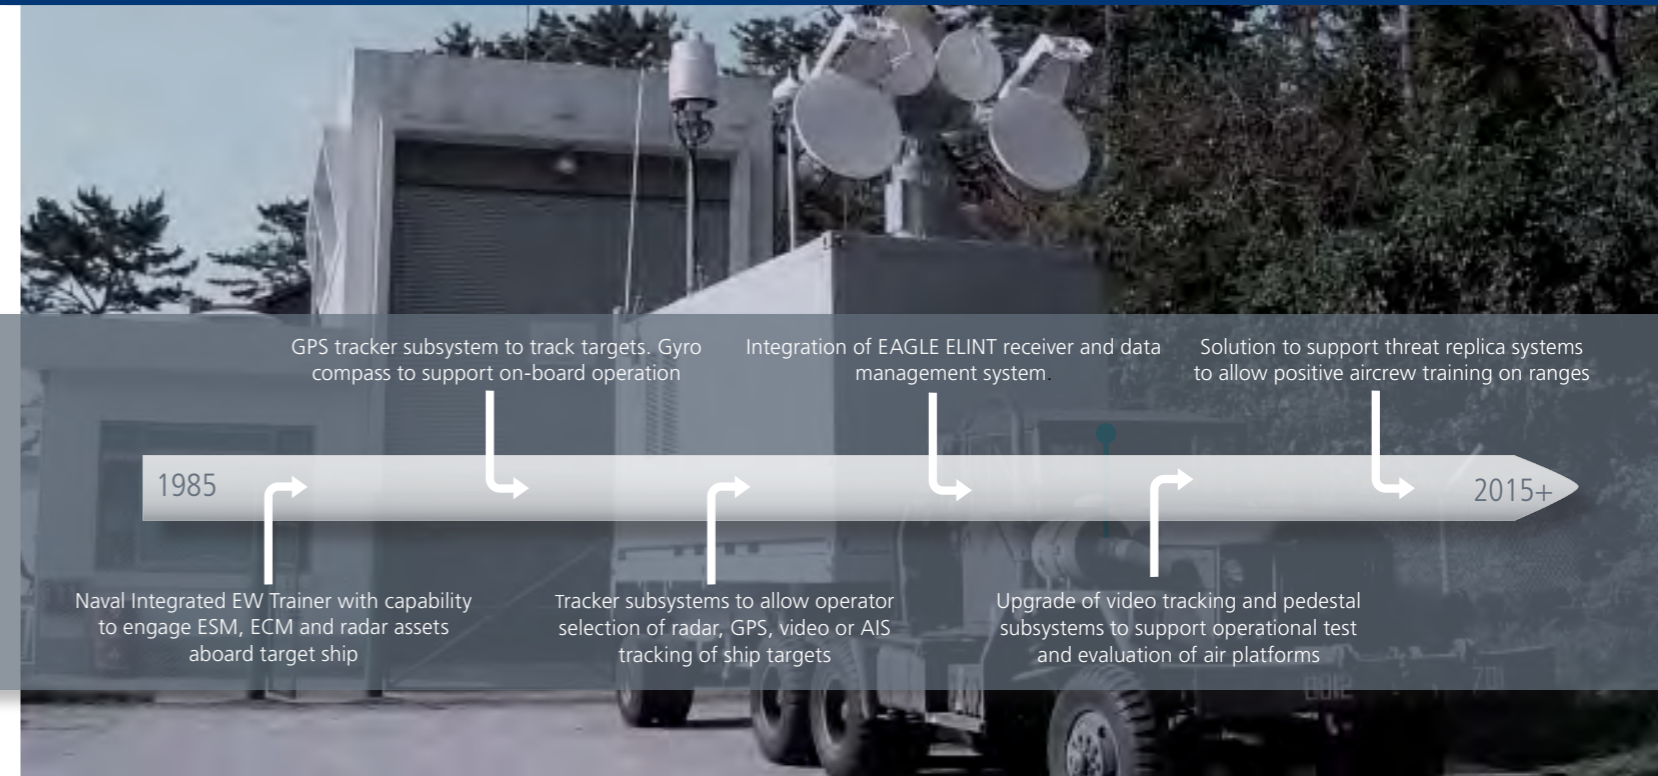 GPS tracker subsystem to track targets. Gyro
compass to support on-board operation
Integration of EAGLE ELINT receiver and data
management system.
Solution to support threat replica systems
to allow positive aircrew training on ranges
1985
2015+
Naval Integrated EW Trainer with capability
to engage ESM, ECM and radar assets
aboard target ship
Tracker subsystems to allow operator
selection of radar, GPS, video or AIS
tracking of ship targets
Upgrade of video tracking and pedestal
subsystems to support operational test
and evaluation of air platforms